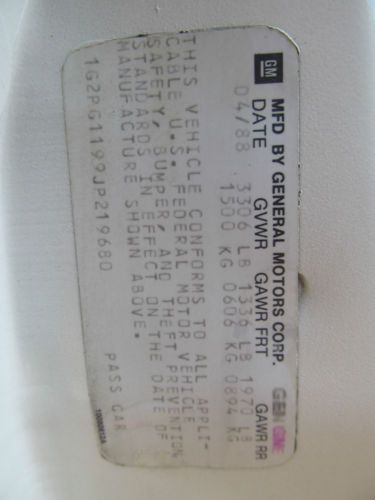 GM MFD BY GENERAL MOTORS CORP.
DATE GVWR GAWR FRT GAWR RR
04/88 3306 LB 1336 LB 1970 LB
1500 KG 0606 KG 0894 KG
THIS VEHICLE CONFORMS TO ALL APPLI-
CABLE U.S. FEDERAL MOTOR VEHICLE
SAFETY, BUMPER, AND THEFT PREVENTION
STANDARDS IN EFFECT ON THE DATE OF
MANUFACTURE SHOWN ABOVE.
1G2PG1199JP219680 PASS CAR